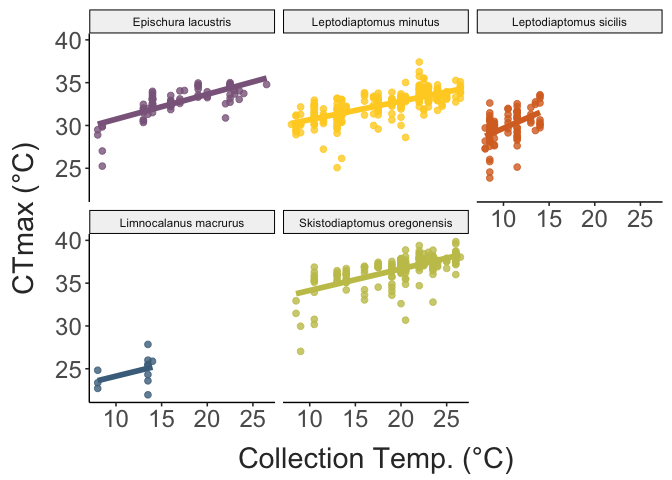 Epischura lacustris
Leptodiaptomus minutus
Leptodiaptomus sicilis
40
35
30
25
10 15 20 25
Limnocalanus macrurus
Skistodiaptomus oregonensis
40
35
30
25
10 15 20 25
10 15 20 25
CTmax (°C)
Collection Temp. (°C)